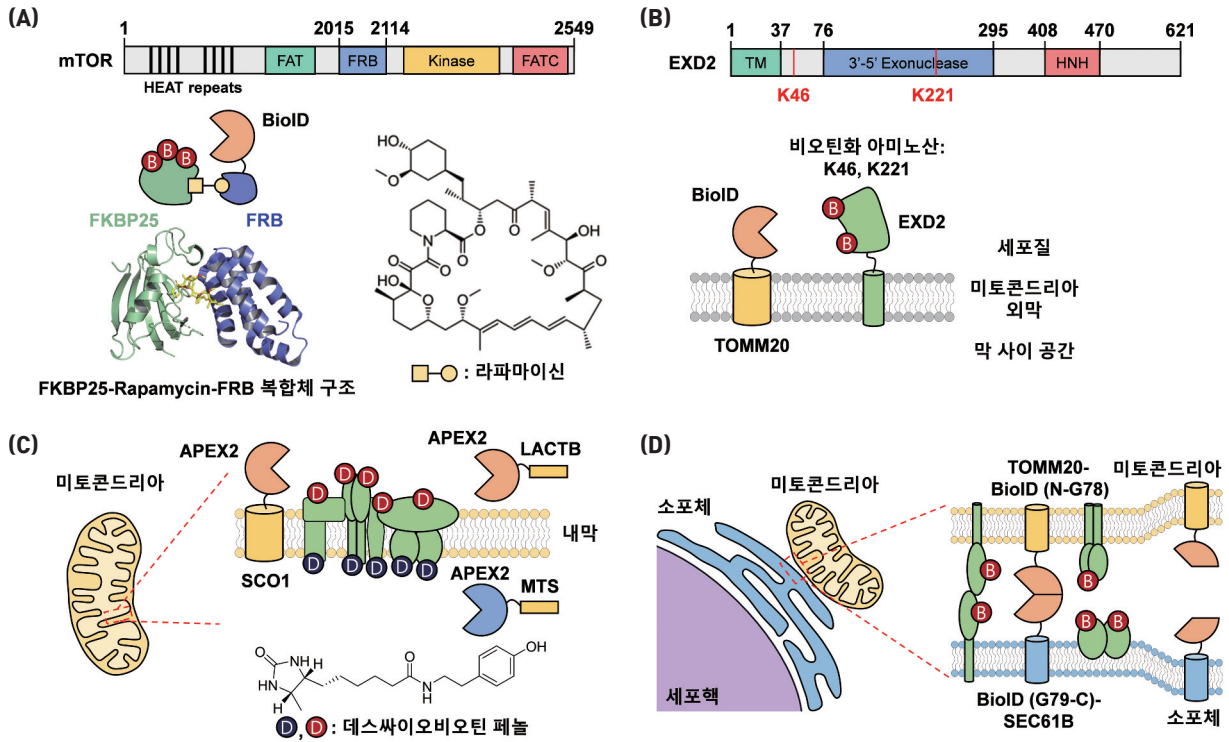 (A)
1
2015
2114
2549
mTOR
FAT
FRB
Kinase
FATC
HEAT repeats
BioID
B
B
B
FKBP25
FRB
FKBP25-Rapamycin-FRB 복합체 구조
HO
O
O
O
N
O
O
O
HO
O
O
O
OH
O
O
: 라파마이신
(B)
1
37
76
295
408
470
621
EXD2
TM
3'-5' Exonuclease
HNH
K46
K221
비오틴화 아미노산:
K46, K221
BioID
B
B
EXD2
세포질
미토콘드리아
외막
TOMM20
막 사이 공간
(C)
미토콘드리아
APEX2
APEX2
LACTB
D
D
D
D
D
내막
D
D
D
D
D
SCO1
APEX2
MTS
O
HN
NH
H
H
O
N
H
OH
D, D : 데스싸이오비오틴 페놀
(D)
소포체
미토콘드리아
세포핵
TOMM20-
BioID (N-G78)
미토콘드리아
B
B
B
B
B
BioID (G79-C)-
SEC61B
소포체